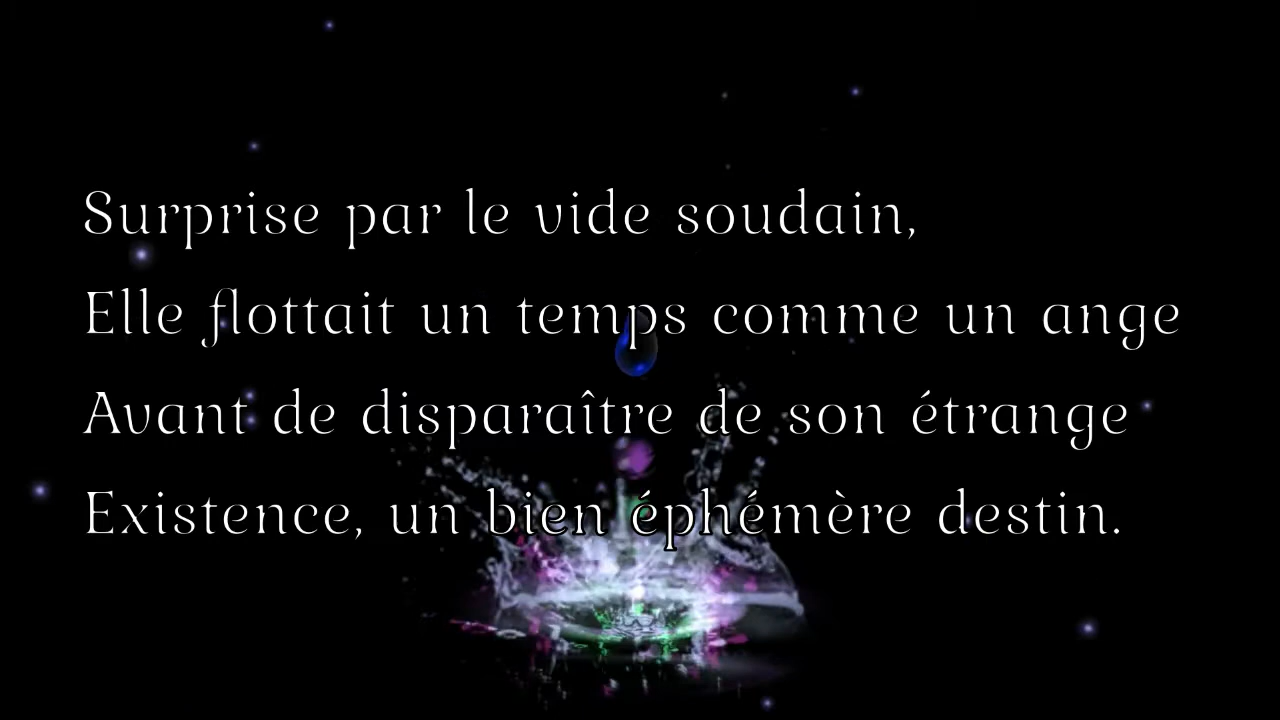 Surprise par le vide soudain,
Elle flottait un temps comme un ange
Avant de disparaître de son étrange
Existence, un bien éphémère destin.